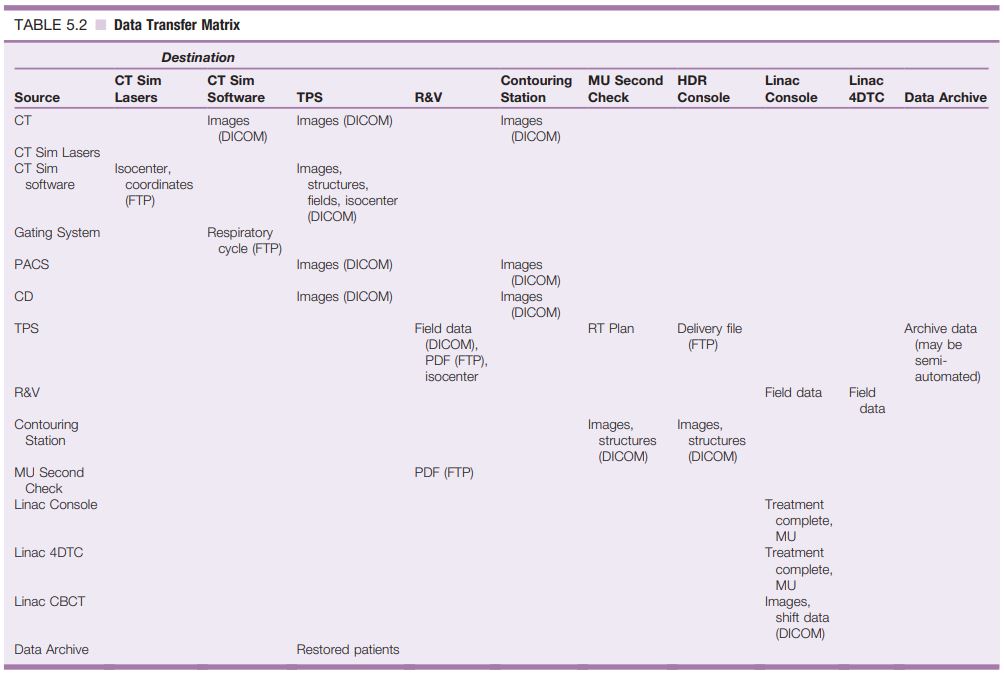 TABLE 5.2 Data Transfer Matrix
Destination
Source CT Sim Lasers CT Sim Software TPS R&V Contouring Station MU Second Check HDR Console Linac Console Linac 4DTC Data Archive
CT Images (DICOM) Images (DICOM) Images (DICOM)
CT Sim Lasers
CT Sim software Isocenter, coordinates (FTP) Images, structures, fields, isocenter (DICOM)
Gating System Respiratory cycle (FTP)
PACS Images (DICOM) Images (DICOM)
CD Images (DICOM) Images (DICOM)
TPS Field data (DICOM), PDF (FTP), isocenter RT Plan Delivery file (FTP) Archive data (may be semi-automated)
R&V Field data Field data
Contouring Station Images, structures (DICOM) Images, structures (DICOM)
MU Second Check PDF (FTP)
Linac Console Treatment complete, MU
Linac 4DTC Treatment complete, MU
Linac CBCT Images, shift data (DICOM)
Data Archive Restored patients